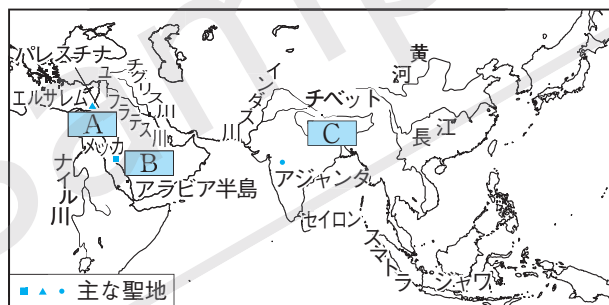 パレスチナ
エルサレム
ユーフラテス川
チグリス川
インダス川
黄河
チベット
長江
A
B
C
メッカ
ナイル川
アラビア半島
アジャンタ
セイロン
スマトラ
ジャワ
■ ▲ ● 主な聖地